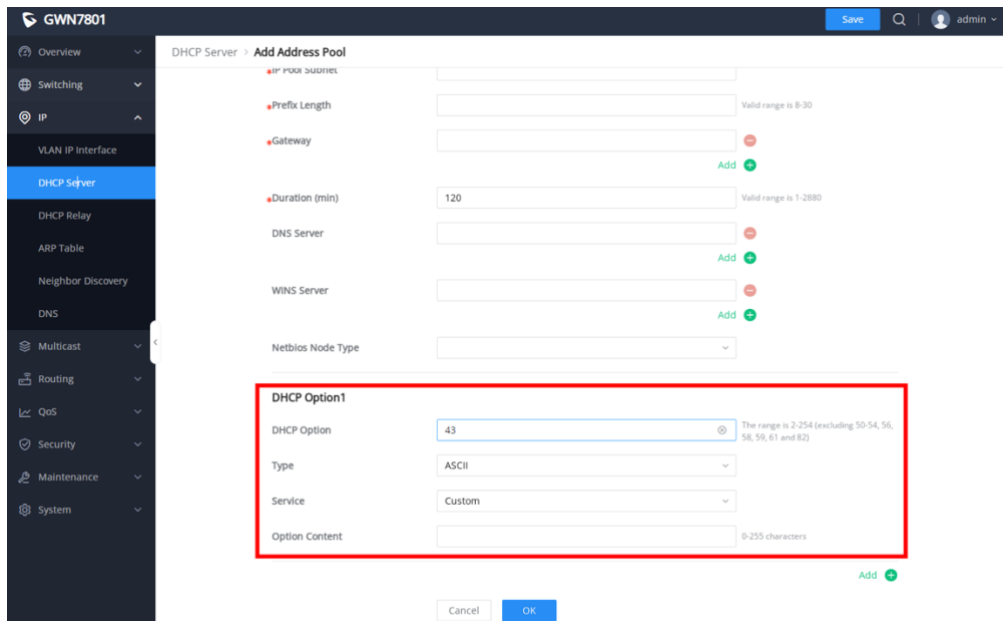 GWN7801
Save
admin
Overview
Switching
IP
VLAN IP Interface
DHCP Server
DHCP Relay
ARP Table
Neighbor Discovery
DNS
Multicast
Routing
QoS
Security
Maintenance
System
DHCP Server > Add Address Pool
*IP Pool Subnet
*Prefix Length
Valid range is 8-30
*Gateway
Add
*Duration (min) 120
Valid range is 1-2880
DNS Server
Add
WINS Server
Add
Netbios Node Type
DHCP Option1
DHCP Option 43
The range is 2-254 (excluding 50-54, 56,
58, 59, 61 and 82)
Type ASCII
Service Custom
Option Content
0-255 characters
Add
Cancel OK